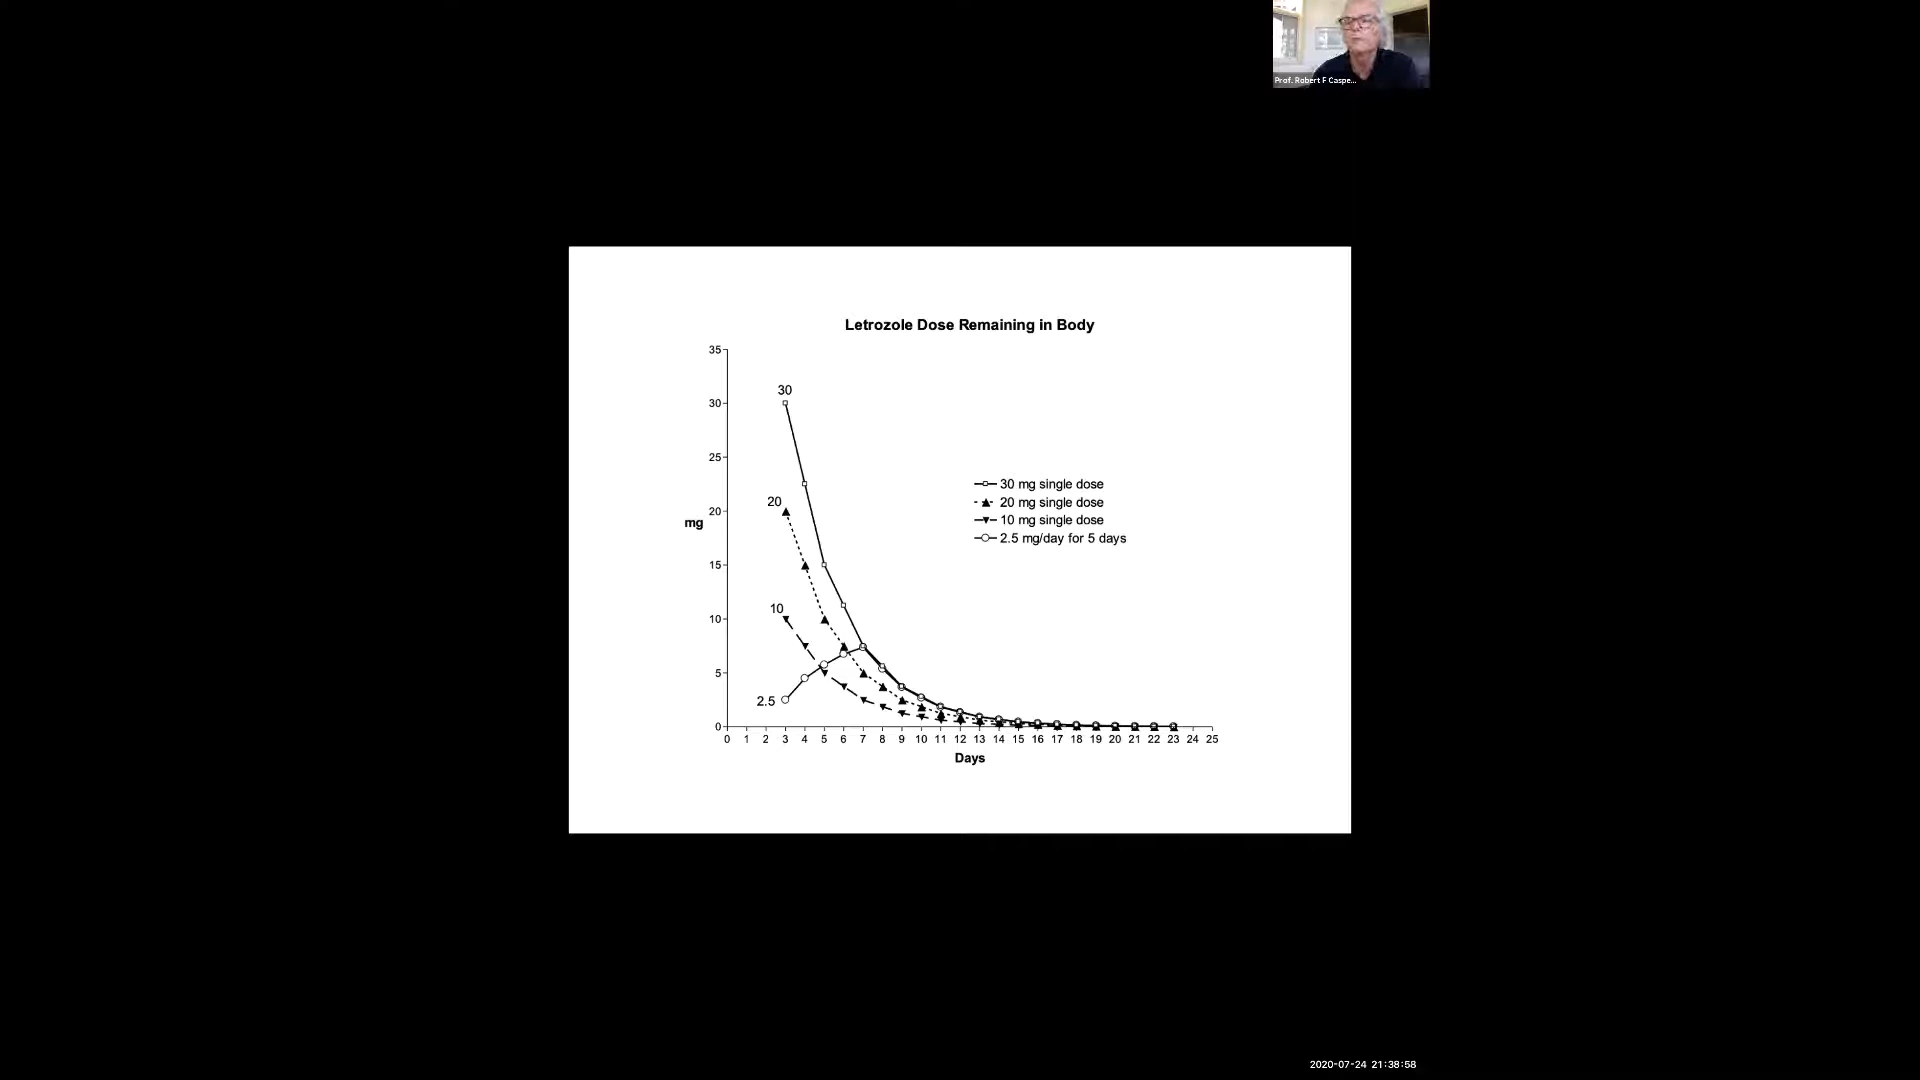 Prof. Robert F Caspe...
Letrozole Dose Remaining in Body
35
30
30
25
20
20
mg
15
10
10
5
2.5
0
30 mg single dose
20 mg single dose
10 mg single dose
2.5 mg/day for 5 days
0 1 2 3 4 5 6 7 8 9 10 11 12 13 14 15 16 17 18 19 20 21 22 23 24 25
Days
2020-07-24 21:38:58